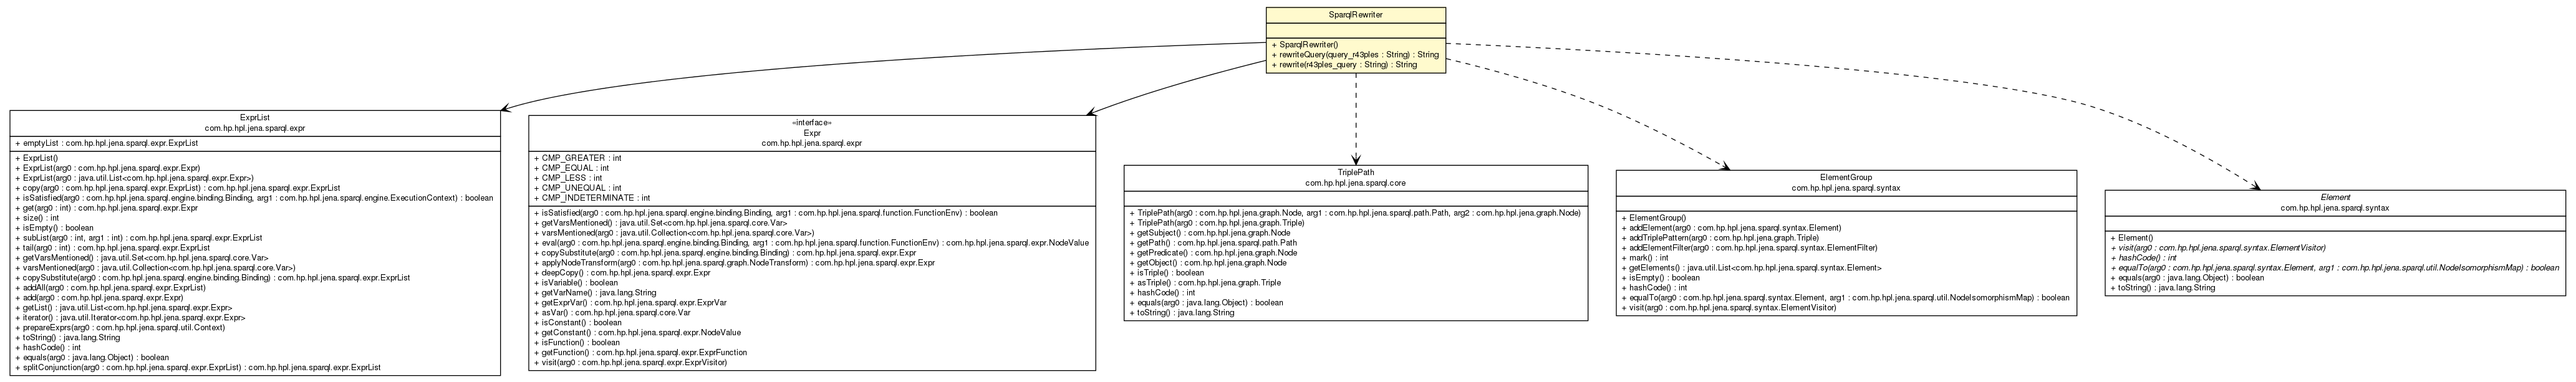 SparqlRewriter
+ SparqlRewriter()
+ rewriteQuery(query_r43ples : String) : String
+ rewrite(r43ples_query : String) : String
ExprList
com.hp.hpl.jena.sparql.expr
+ emptyList : com.hp.hpl.jena.sparql.expr.ExprList
+ ExprList()
+ ExprList(arg0 : com.hp.hpl.jena.sparql.expr.Expr)
+ ExprList(arg0 : java.util.List<com.hp.hpl.jena.sparql.expr.Expr>)
+ copy(arg0 : com.hp.hpl.jena.sparql.expr.ExprList) : com.hp.hpl.jena.sparql.expr.ExprList
+ isSatisfied(arg0 : com.hp.hpl.jena.sparql.engine.binding.Binding, arg1 : com.hp.hpl.jena.sparql.engine.ExecutionContext) : boolean
+ get(arg0 : int) : com.hp.hpl.jena.sparql.expr.Expr
+ size() : int
+ isEmpty() : boolean
+ subList(arg0 : int, arg1 : int) : com.hp.hpl.jena.sparql.expr.ExprList
+ tail(arg0 : int) : com.hp.hpl.jena.sparql.expr.ExprList
+ getVarsMentioned() : java.util.Set<com.hp.hpl.jena.sparql.core.Var>
+ varsMentioned(arg0 : java.util.Collection<com.hp.hpl.jena.sparql.core.Var>)
+ copySubstitute(arg0 : com.hp.hpl.jena.sparql.engine.binding.Binding) : com.hp.hpl.jena.sparql.expr.ExprList
+ addAll(arg0 : com.hp.hpl.jena.sparql.expr.ExprList)
+ add(arg0 : com.hp.hpl.jena.sparql.expr.Expr)
+ getList() : java.util.List<com.hp.hpl.jena.sparql.expr.Expr>
+ iterator() : java.util.Iterator<com.hp.hpl.jena.sparql.expr.Expr>
+ prepareExprs(arg0 : com.hp.hpl.jena.sparql.util.Context)
+ toString() : java.lang.String
+ hashCode() : int
+ equals(arg0 : java.lang.Object) : boolean
+ splitConjunction(arg0 : com.hp.hpl.jena.sparql.expr.ExprList) : com.hp.hpl.jena.sparql.expr.ExprList
«interface»
Expr
com.hp.hpl.jena.sparql.expr
+ CMP_GREATER : int
+ CMP_EQUAL : int
+ CMP_LESS : int
+ CMP_UNEQUAL : int
+ CMP_INDETERMINATE : int
+ isSatisfied(arg0 : com.hp.hpl.jena.sparql.engine.binding.Binding, arg1 : com.hp.hpl.jena.sparql.function.FunctionEnv) : boolean
+ getVarsMentioned() : java.util.Set<com.hp.hpl.jena.sparql.core.Var>
+ varsMentioned(arg0 : java.util.Collection<com.hp.hpl.jena.sparql.core.Var>)
+ eval(arg0 : com.hp.hpl.jena.sparql.engine.binding.Binding, arg1 : com.hp.hpl.jena.sparql.function.FunctionEnv) : com.hp.hpl.jena.sparql.expr.NodeValue
+ copySubstitute(arg0 : com.hp.hpl.jena.sparql.engine.binding.Binding) : com.hp.hpl.jena.sparql.expr.Expr
+ applyNodeTransform(arg0 : com.hp.hpl.jena.sparql.graph.NodeTransform) : com.hp.hpl.jena.sparql.expr.Expr
+ deepCopy() : com.hp.hpl.jena.sparql.expr.Expr
+ isVariable() : boolean
+ getVarName() : java.lang.String
+ getExprVar() : com.hp.hpl.jena.sparql.expr.ExprVar
+ asVar() : com.hp.hpl.jena.sparql.core.Var
+ isConstant() : boolean
+ getConstant() : com.hp.hpl.jena.sparql.expr.NodeValue
+ isFunction() : boolean
+ getFunction() : com.hp.hpl.jena.sparql.expr.ExprFunction
+ visit(arg0 : com.hp.hpl.jena.sparql.expr.ExprVisitor)
TriplePath
com.hp.hpl.jena.sparql.core
+ TriplePath(arg0 : com.hp.hpl.jena.graph.Node, arg1 : com.hp.hpl.jena.sparql.path.Path, arg2 : com.hp.hpl.jena.graph.Node)
+ TriplePath(arg0 : com.hp.hpl.jena.graph.Triple)
+ getSubject() : com.hp.hpl.jena.graph.Node
+ getPath() : com.hp.hpl.jena.sparql.path.Path
+ getPredicate() : com.hp.hpl.jena.graph.Node
+ getObject() : com.hp.hpl.jena.graph.Node
+ isTriple() : boolean
+ asTriple() : com.hp.hpl.jena.graph.Triple
+ hashCode() : int
+ equals(arg0 : java.lang.Object) : boolean
+ toString() : java.lang.String
ElementGroup
com.hp.hpl.jena.sparql.syntax
+ ElementGroup()
+ addElement(arg0 : com.hp.hpl.jena.sparql.syntax.Element)
+ addTriplePattern(arg0 : com.hp.hpl.jena.graph.Triple)
+ addElementFilter(arg0 : com.hp.hpl.jena.sparql.syntax.ElementFilter)
+ mark() : int
+ getElements() : java.util.List<com.hp.hpl.jena.sparql.syntax.Element>
+ isEmpty() : boolean
+ hashCode() : int
+ equalTo(arg0 : com.hp.hpl.jena.sparql.syntax.Element, arg1 : com.hp.hpl.jena.sparql.util.NodeIsomorphismMap) : boolean
+ visit(arg0 : com.hp.hpl.jena.sparql.syntax.ElementVisitor)
Element
com.hp.hpl.jena.sparql.syntax
+ Element()
+ visit(arg0 : com.hp.hpl.jena.sparql.syntax.ElementVisitor)
+ hashCode() : int
+ equalTo(arg0 : com.hp.hpl.jena.sparql.syntax.Element, arg1 : com.hp.hpl.jena.sparql.util.NodeIsomorphismMap) : boolean
+ equals(arg0 : java.lang.Object) : boolean
+ toString() : java.lang.String